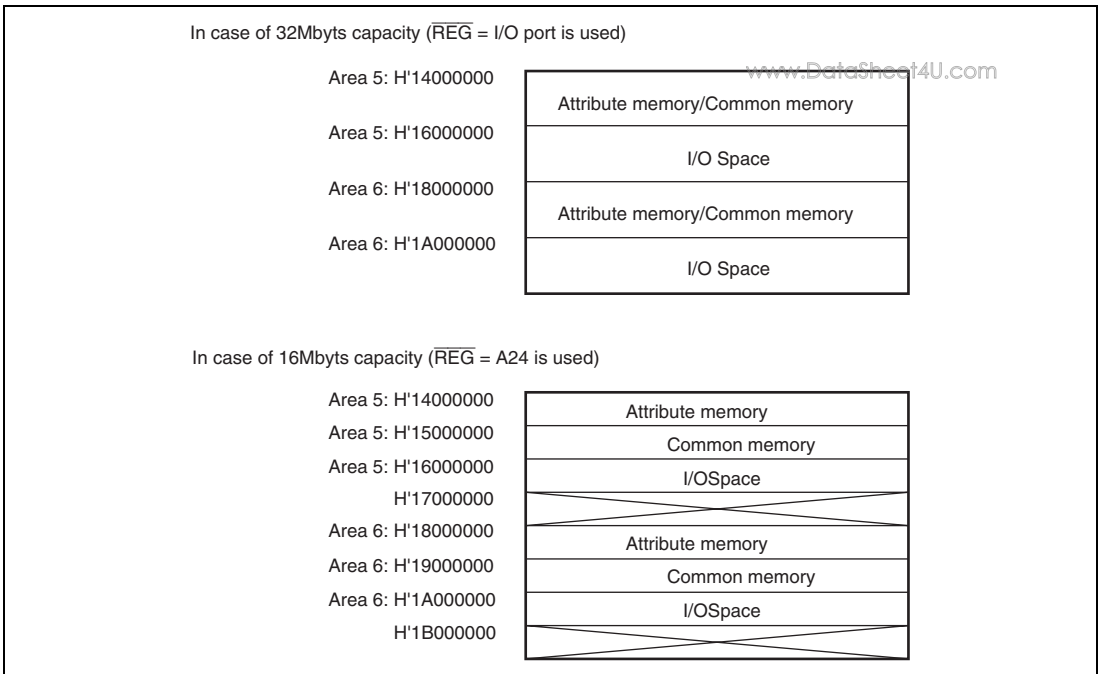 In case of 32Mbyts capacity (REG = I/O port is used)
www.DataSheet4U.com
Area 5: H'14000000
Attribute memory/Common memory
Area 5: H'16000000
I/O Space
Area 6: H'18000000
Attribute memory/Common memory
Area 6: H'1A000000
I/O Space
In case of 16Mbyts capacity (REG = A24 is used)
Area 5: H'14000000
Attribute memory
Area 5: H'15000000
Common memory
Area 5: H'16000000
I/OSpace
H'17000000
Area 6: H'18000000
Attribute memory
Area 6: H'19000000
Common memory
Area 6: H'1A000000
I/OSpace
H'1B000000